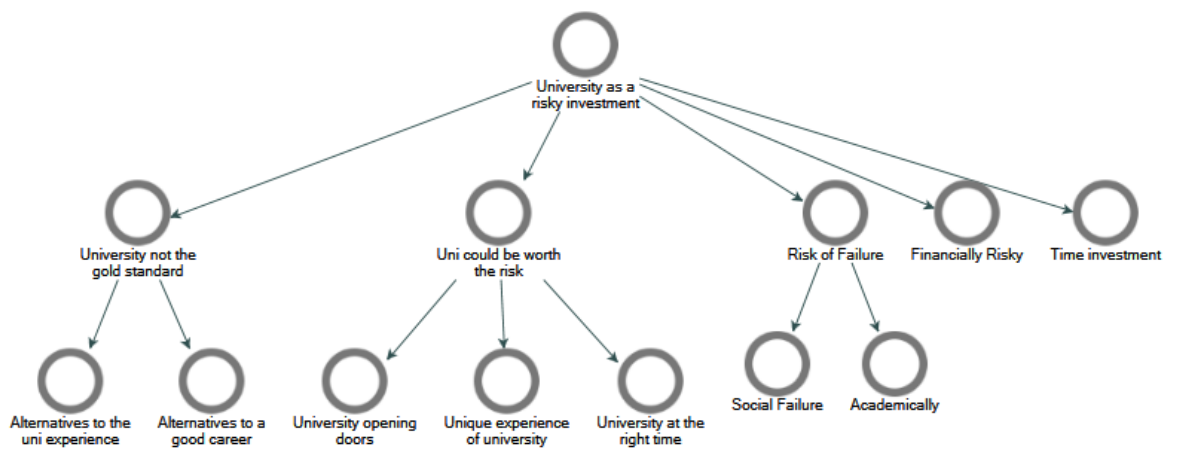 University as a
risky investment
University not the
gold standard
Uni could be worth
the risk
Risk of Failure
Financially Risky
Time investment
Alternatives to the
uni experience
Alternatives to a
good career
University opening
doors
Unique experience
of university
University at the
right time
Social Failure
Academically